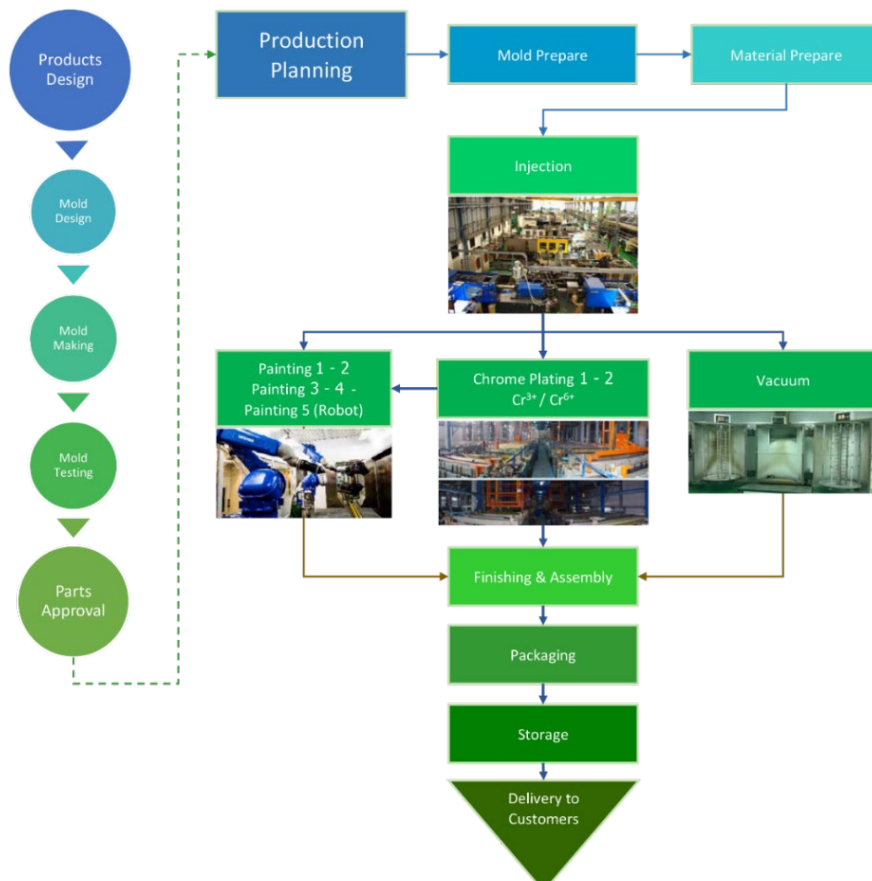 Products
Design
Mold
Design
Mold
Making
Mold
Testing
Parts
Approval
Production
Planning
Mold Prepare
Material Prepare
Injection
Painting 1 - 2
Painting 3 - 4 -
Painting 5 (Robot)
Chrome Plating 1 - 2
Cr³⁺ / Cr⁶⁺
Vacuum
Finishing & Assembly
Packaging
Storage
Delivery to
Customers